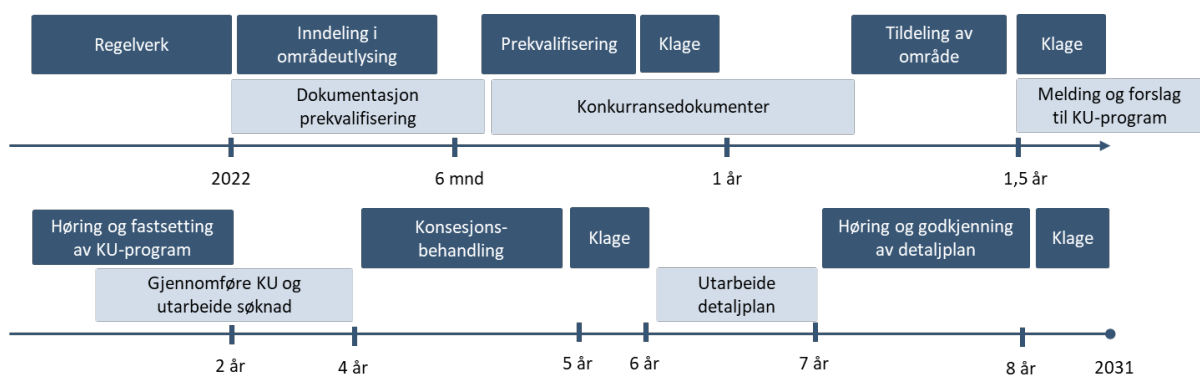 Regelverk
Inndeling i
områdeutlysing
Prekvalifisering
Klage
Tildeling av
område
Klage
Dokumentasjon
prekvalifisering
Konkurransedokumenter
Melding og forslag
til KU-program
2022
6 mnd
1 år
1,5 år
Høring og fastsetting
av KU-program
Konsesjons-
behandling
Klage
Høring og godkjenning
av detaljplan
Klage
Gjennomføre KU og
utarbeide søknad
Utarbeide
detaljplan
2 år
4 år
5 år
6 år
7 år
8 år
2031